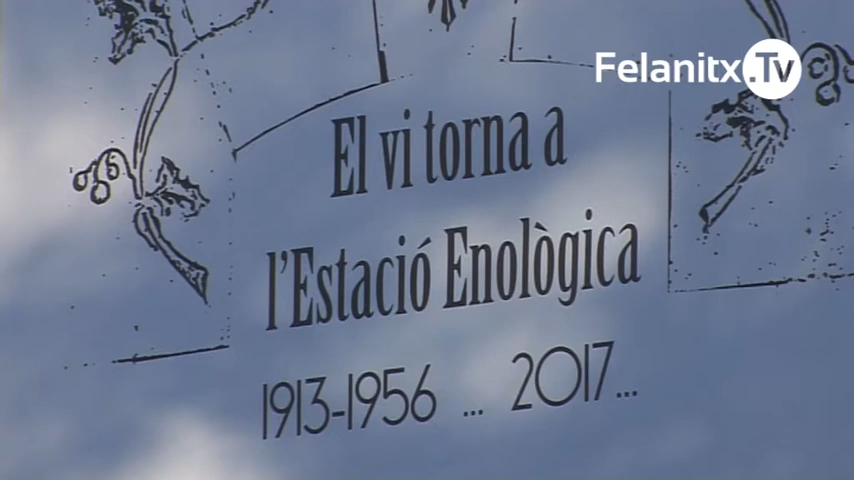 Felanitx.Tv
El vi torna a
l'Estació Enològica
1913-1956 ... 2017...